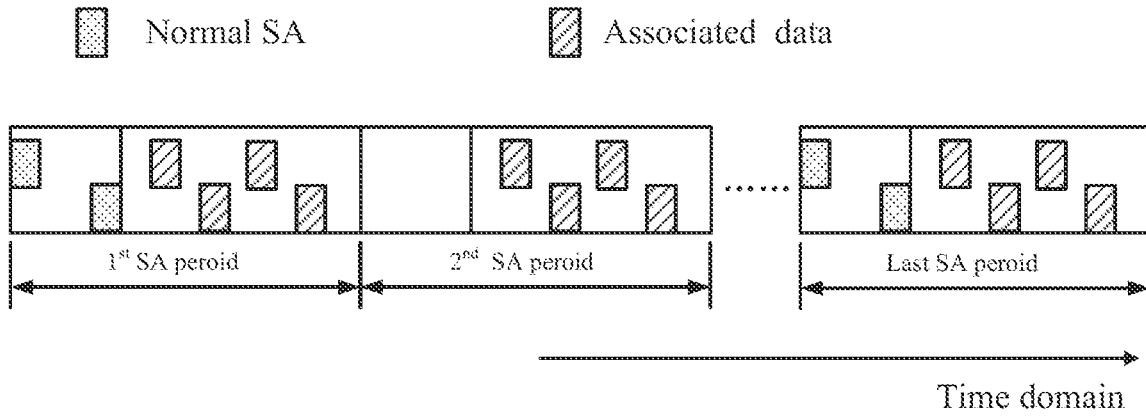 Normal SA
Associated data
......
1st SA peroid
2nd SA peroid
Last SA peroid
Time domain